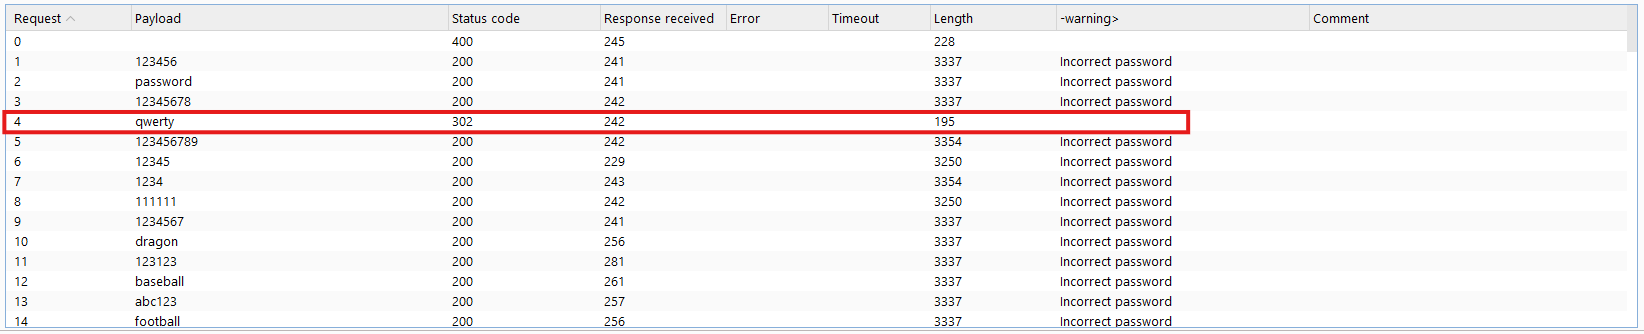 Request Payload Status code Response received Error Timeout Length -warning> Comment
0 400 245 228
1 123456 200 241 3337 Incorrect password
2 password 200 241 3337 Incorrect password
3 12345678 200 242 3337 Incorrect password
4 qwerty 302 242 195
5 123456789 200 242 3354 Incorrect password
6 12345 200 229 3250 Incorrect password
7 1234 200 243 3354 Incorrect password
8 111111 200 242 3250 Incorrect password
9 1234567 200 241 3337 Incorrect password
10 dragon 200 256 3337 Incorrect password
11 123123 200 281 3337 Incorrect password
12 baseball 200 261 3337 Incorrect password
13 abc123 200 257 3337 Incorrect password
14 football 200 256 3337 Incorrect password